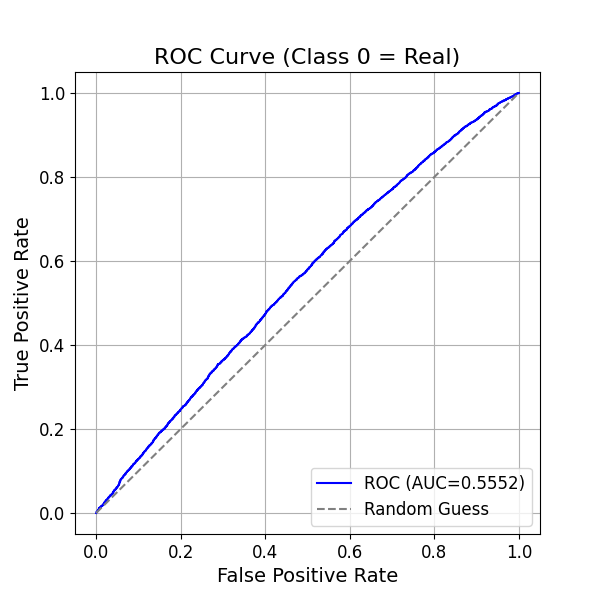 ROC Curve (Class 0 = Real)
1.0
0.8
0.6
0.4
0.2
0.0
True Positive Rate
ROC (AUC=0.5552)
Random Guess
0.0 0.2 0.4 0.6 0.8 1.0
False Positive Rate